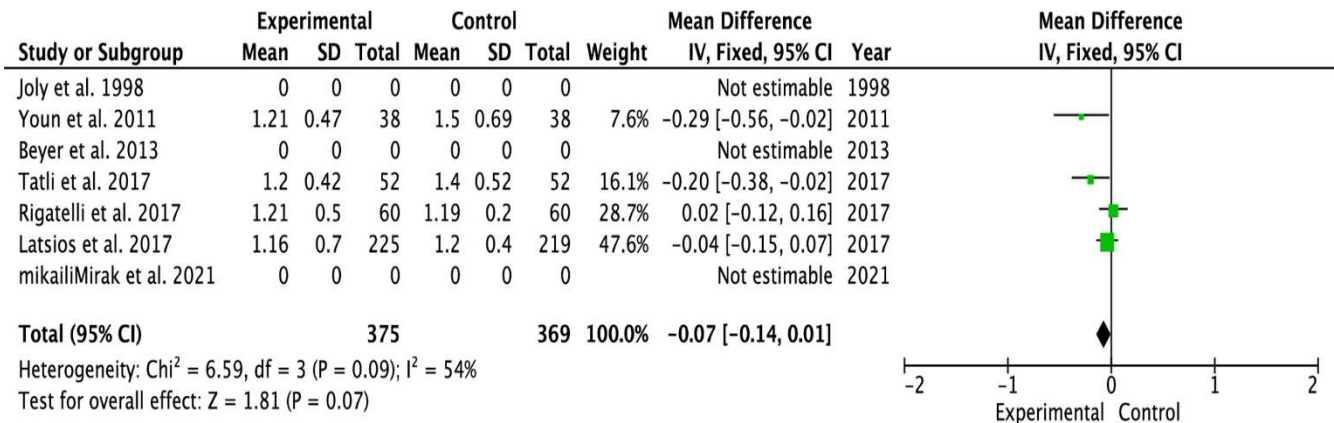 Experimental Control Mean Difference Mean Difference
Study or Subgroup Mean SD Total Mean SD Total Weight IV, Fixed, 95% CI Year IV, Fixed, 95% CI
Joly et al. 1998 0 0 0 0 0 0 Not estimable 1998
Youn et al. 2011 1.21 0.47 38 1.5 0.69 38 7.6% −0.29 [−0.56, −0.02] 2011
Beyer et al. 2013 0 0 0 0 0 0 Not estimable 2013
Tatli et al. 2017 1.2 0.42 52 1.4 0.52 52 16.1% −0.20 [−0.38, −0.02] 2017
Rigatelli et al. 2017 1.21 0.5 60 1.19 0.2 60 28.7% 0.02 [−0.12, 0.16] 2017
Latsios et al. 2017 1.16 0.7 225 1.2 0.4 219 47.6% −0.04 [−0.15, 0.07] 2017
mikailiMirak et al. 2021 0 0 0 0 0 0 Not estimable 2021
Total (95% CI) 375 369 100.0% −0.07 [−0.14, 0.01]
Heterogeneity: Chi² = 6.59, df = 3 (P = 0.09); I² = 54%
Test for overall effect: Z = 1.81 (P = 0.07)
−2 −1 0 1 2
Experimental Control